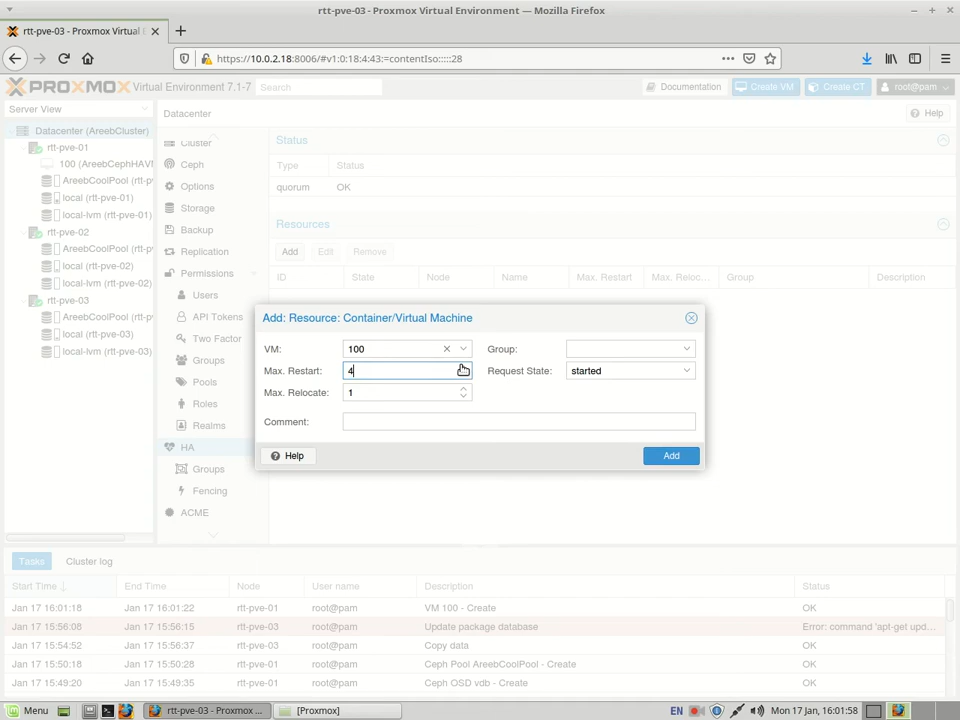 rtt-pve-03 - Proxmox Virtual Environment - Mozilla Firefox
rtt-pve-03 - Proxmox Virtual
https://10.0.2.18:8006/#v1:0:18:4:43:=contentIso:::::28
PROXMOX Virtual Environment 7.1-7 Search Documentation Create VM Create CT root@pam
Server View Datacenter Help
Datacenter (AreebCluster)
rtt-pve-01
100 (AreebCephHAVM
AreebCoolPool (rtt-p
local (rtt-pve-01)
local-lvm (rtt-pve-01)
rtt-pve-02
AreebCoolPool (rtt-p
local (rtt-pve-02)
local-lvm (rtt-pve-02)
rtt-pve-03
AreebCoolPool (rtt-p
local (rtt-pve-03)
local-lvm (rtt-pve-03)
Cluster
Ceph
Options
Storage
Backup
Replication
Permissions
Users
API Tokens
Two Factor
Groups
Pools
Roles
Realms
HA
Groups
Fencing
ACME
Status
Type Status
quorum OK
Resources
Add Edit Remove
ID State Node Name Max. Restart Max. Reloc... Group Description
Add: Resource: Container/Virtual Machine
VM: 100 Group:
Max. Restart: 4 Request State: started
Max. Relocate: 1
Comment:
Help Add
Tasks Cluster log
Start Time End Time Node User name Description Status
Jan 17 16:01:18 Jan 17 16:01:22 rtt-pve-01 root@pam VM 100 - Create OK
Jan 17 15:56:08 Jan 17 15:56:15 rtt-pve-03 root@pam Update package database Error: command 'apt-get upd...
Jan 17 15:54:52 Jan 17 15:56:37 rtt-pve-03 root@pam Copy data OK
Jan 17 15:50:18 Jan 17 15:50:28 rtt-pve-01 root@pam Ceph Pool AreebCoolPool - Create OK
Jan 17 15:49:20 Jan 17 15:49:35 rtt-pve-01 root@pam Ceph OSD vdb - Create OK
Menu rtt-pve-03 - Proxmox ... [Proxmox] EN Mon 17 Jan, 16:01:58